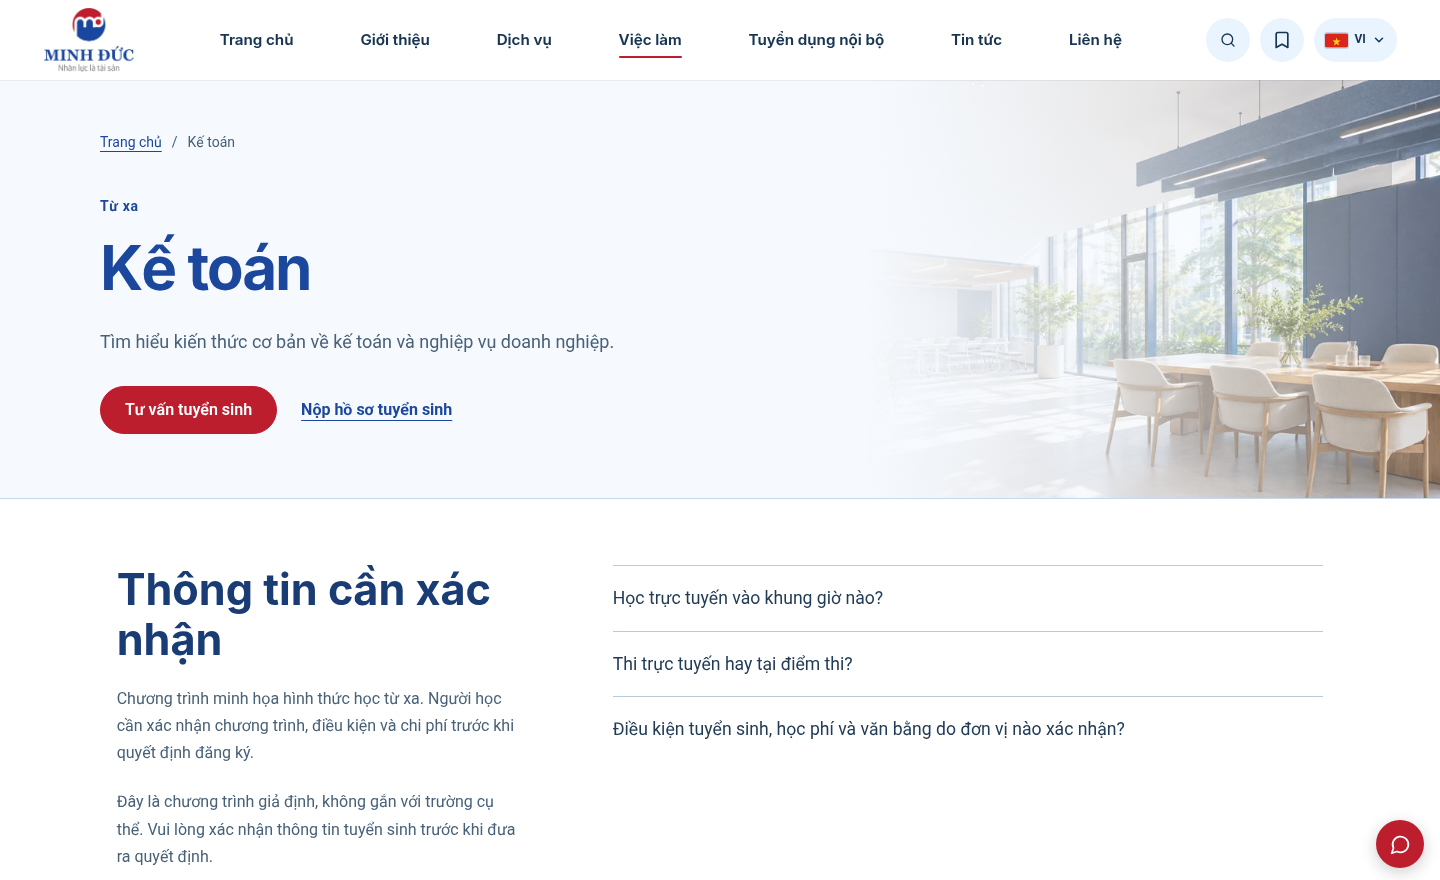 MINH ĐỨC
Nhân lực là tài sản
Trang chủ
Giới thiệu
Dịch vụ
Việc làm
Tuyển dụng nội bộ
Tin tức
Liên hệ
VI
Trang chủ / Kế toán
Từ xa
Kế toán
Tìm hiểu kiến thức cơ bản về kế toán và nghiệp vụ doanh nghiệp.
Tư vấn tuyển sinh
Nộp hồ sơ tuyển sinh
Thông tin cần xác
nhận
Chương trình minh họa hình thức học từ xa. Người học
cần xác nhận chương trình, điều kiện và chi phí trước khi
quyết định đăng ký.
Đây là chương trình giả định, không gắn với trường cụ
thể. Vui lòng xác nhận thông tin tuyển sinh trước khi đưa
ra quyết định.
Học trực tuyến vào khung giờ nào?
Thi trực tuyến hay tại điểm thi?
Điều kiện tuyển sinh, học phí và văn bằng do đơn vị nào xác nhận?